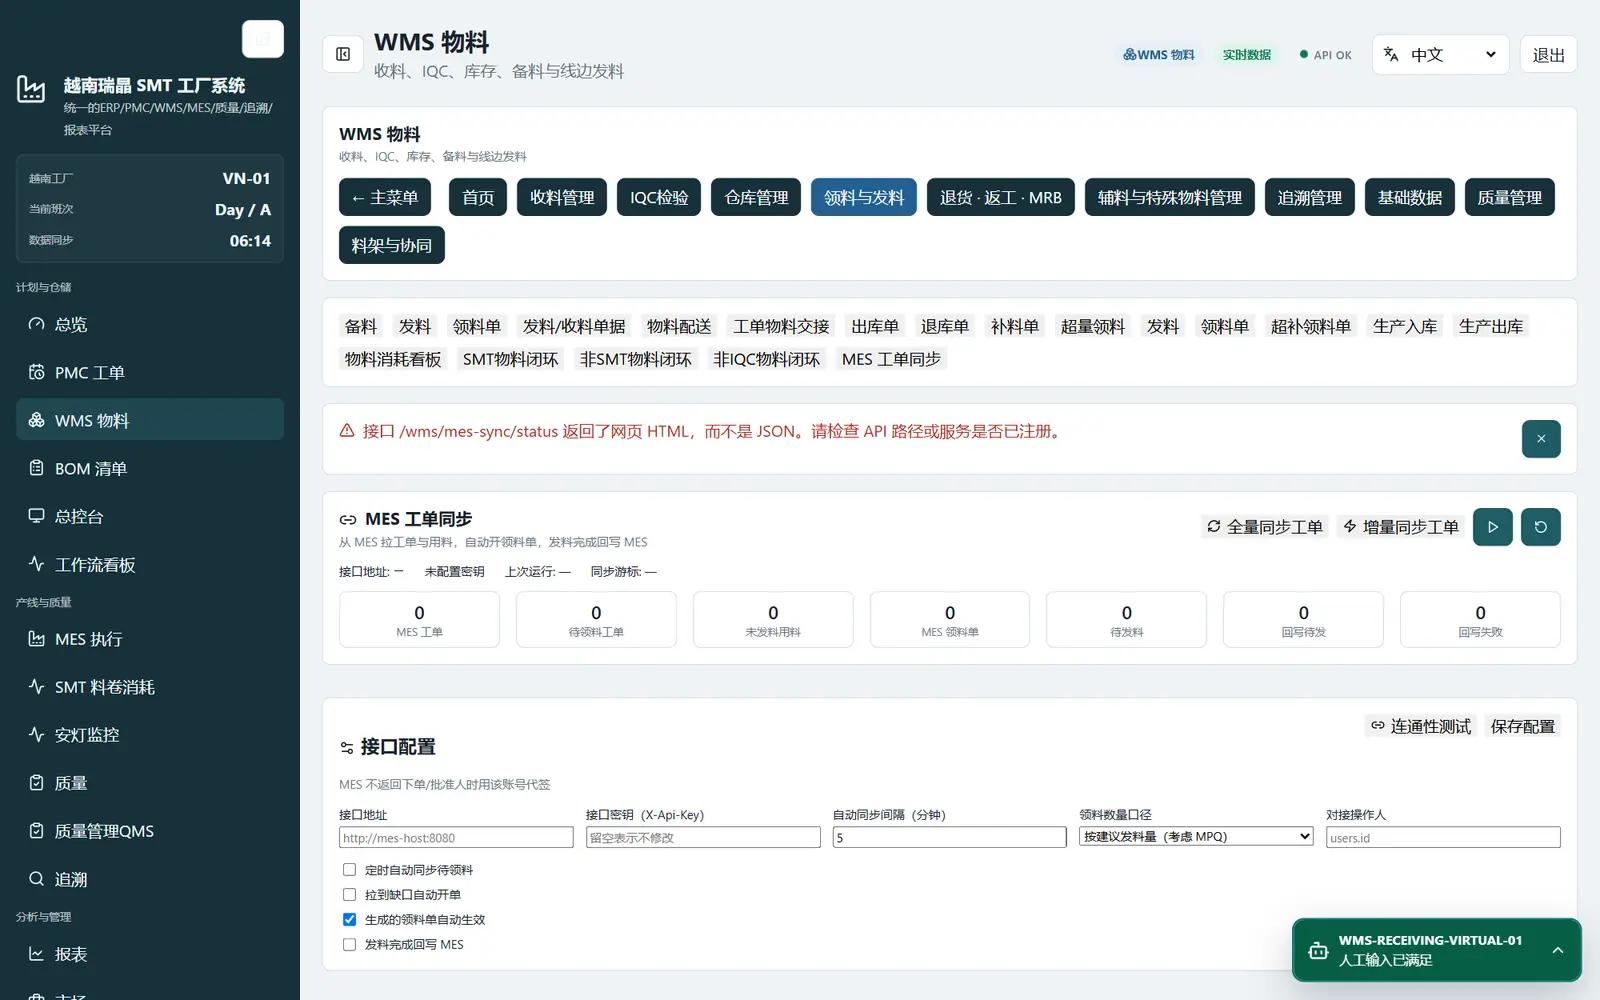 越南瑞晶 SMT 工厂系统
统一的ERP/PMC/WMS/MES/质量/追溯/
报表平台
越南工厂 VN-01
当前班次 Day / A
数据同步 06:14
计划与仓储
总览
PMC 工单
WMS 物料
BOM 清单
总控台
工作流看板
产线与质量
MES 执行
SMT 料卷消耗
安灯监控
质量
质量管理QMS
追溯
分析与管理
报表
市场
WMS 物料
收料、IQC、库存、备料与线边发料
WMS 物料 实时数据 API OK 中文 退出
WMS 物料
收料、IQC、库存、备料与线边发料
← 主菜单 首页 收料管理 IQC检验 仓库管理 领料与发料 退货 · 返工 · MRB 辅料与特殊物料管理 追溯管理 基础数据 质量管理
料架与协同
备料 发料 领料单 发料/收料单据 物料配送 工单物料交接 出库单 退库单 补料单 超量领料 发料 领料单 超补领料单 生产入库 生产出库
物料消耗看板 SMT物料闭环 非SMT物料闭环 非IQC物料闭环 MES 工单同步
接口 /wms/mes-sync/status 返回了网页 HTML，而不是 JSON。请检查 API 路径或服务是否已注册。
×
MES 工单同步
从 MES 拉工单与用料，自动开领料单，发料完成回写 MES
全量同步工单 增量同步工单
接口地址: — 未配置密钥 上次运行: — 同步游标: —
0 0 0 0 0 0 0
MES 工单 待领料工单 未发料用料 MES 领料单 待发料 回写待发 回写失败
连通性测试 保存配置
接口配置
MES 不返回下单/批准人时用该账号代签
接口地址 接口密钥（X-Api-Key） 自动同步间隔（分钟） 领料数量口径 对接操作人
http://mes-host:8080 留空表示不修改 5 按建议发料量（考虑 MPQ） users.id
定时自动同步待领料
拉到缺口自动开单
生成的领料单自动生效
发料完成回写 MES
WMS-RECEIVING-VIRTUAL-01
人工输入已满足